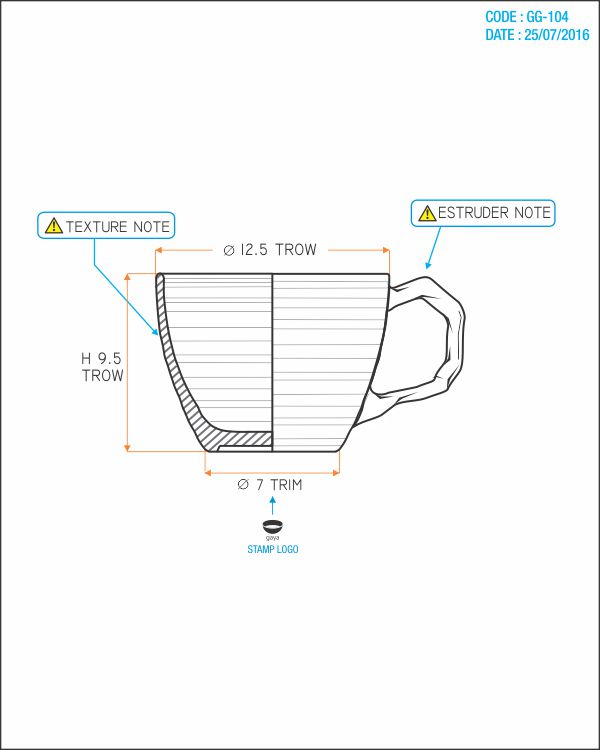 CODE : GG-104
DATE : 25/07/2016
⚠ TEXTURE NOTE
⚠ ESTRUDER NOTE
Ø 12.5 TROW
H 9.5
TROW
Ø 7 TRIM
gaya
STAMP LOGO